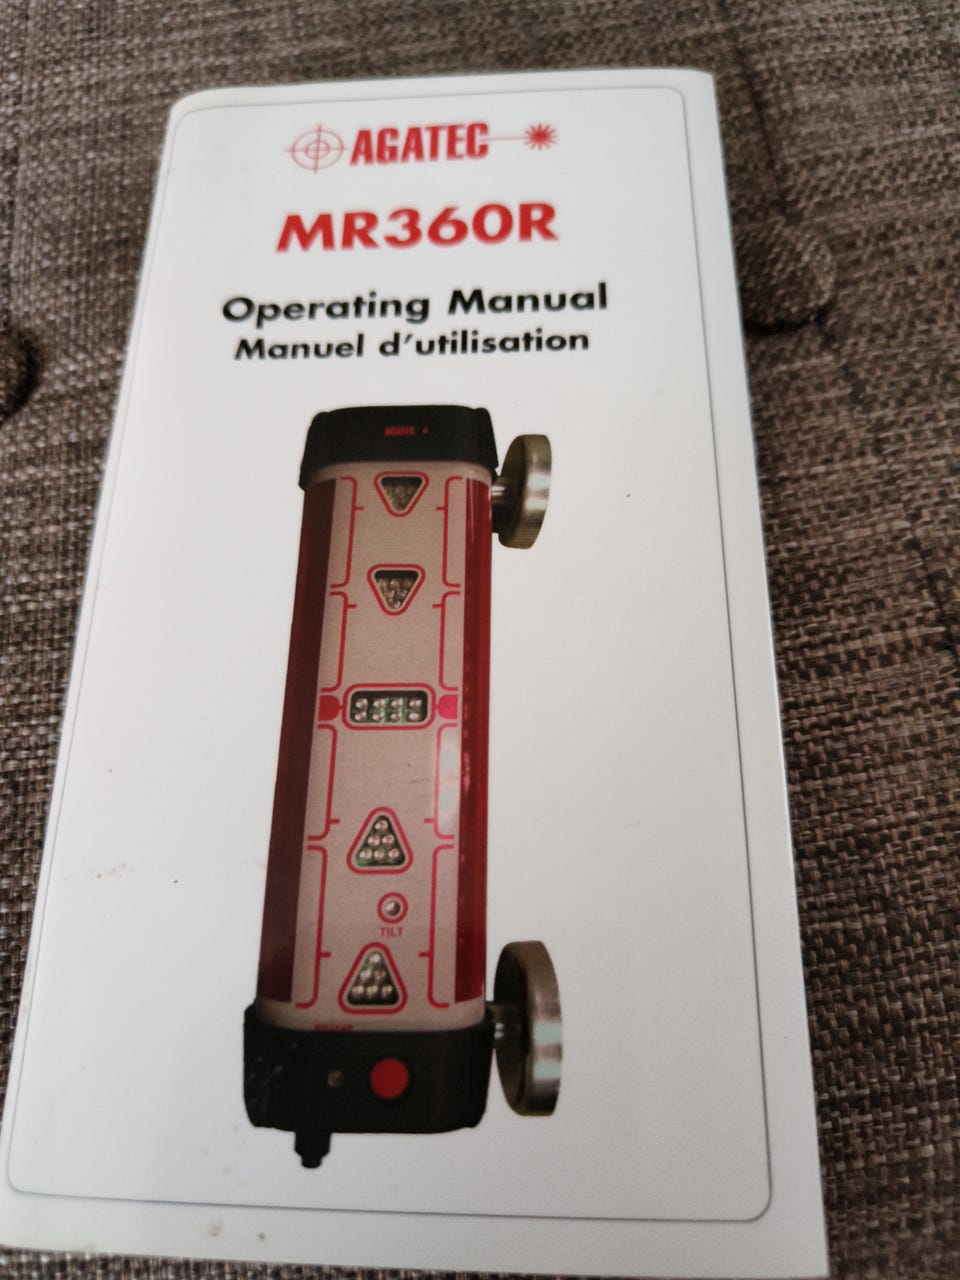 AGATEC
MR360R
Operating Manual
Manuel d'utilisation
AGATEC
TILT